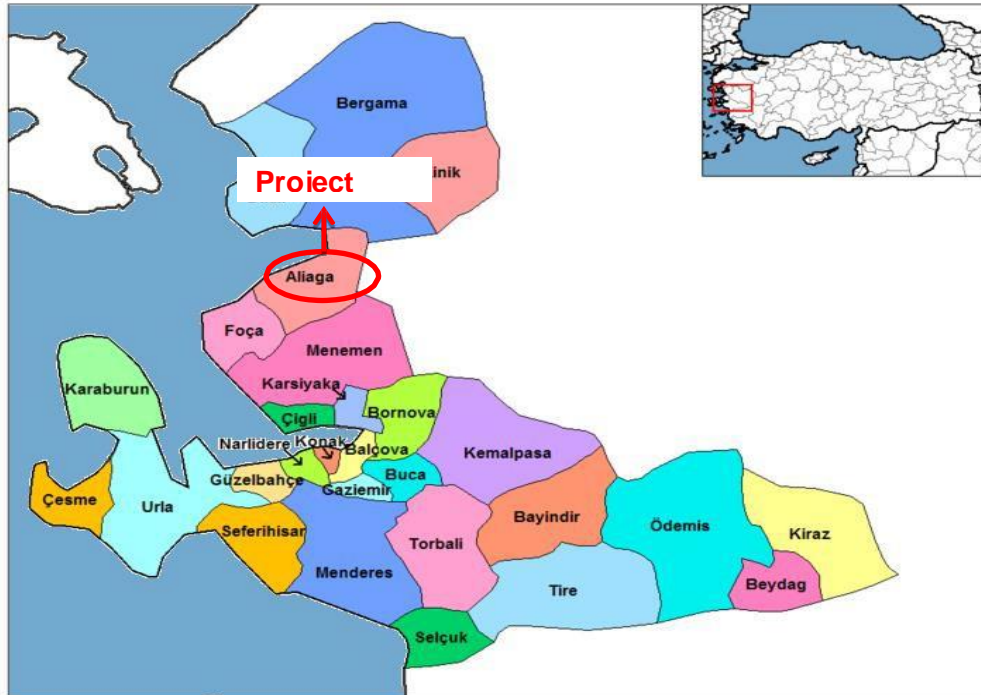 Bergama
Proiect
Aliaga
Foça
Menemen
Karaburun
Karsiyaka
Çigli
Bornova
Narlidere
Konak
Balçova
Kemalpasa
Güzelbahçe
Gaziemir
Buca
Çesme
Urla
Seferihisar
Bayindir
Ödemis
Kiraz
Torbali
Menderes
Tire
Beydag
Selçuk